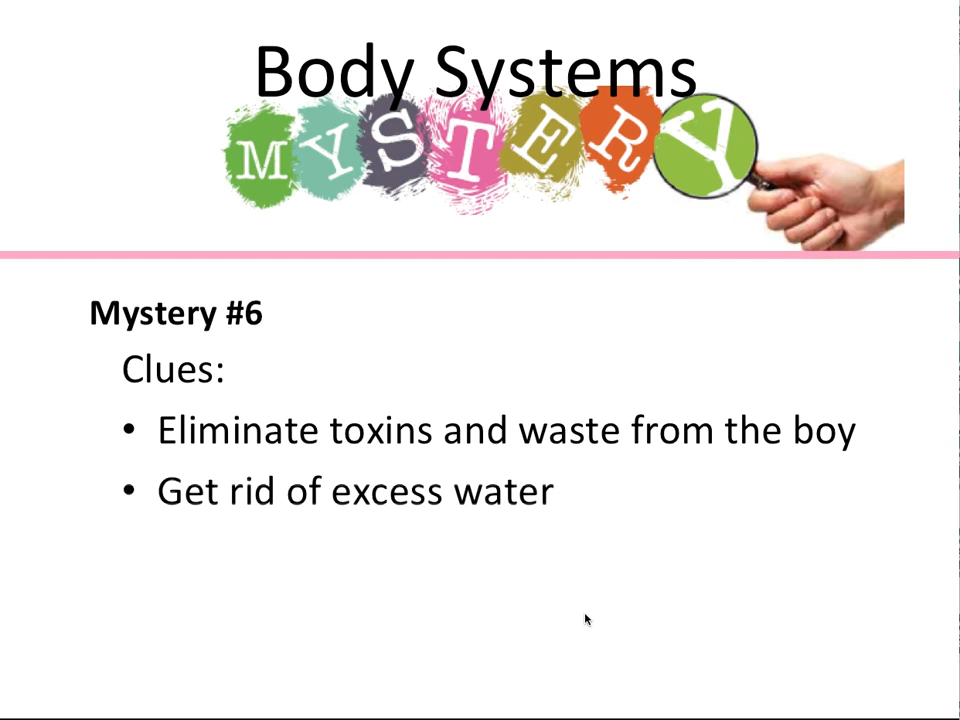 Body Systems
MYSTERY
Mystery #6
Clues:
• Eliminate toxins and waste from the boy
• Get rid of excess water